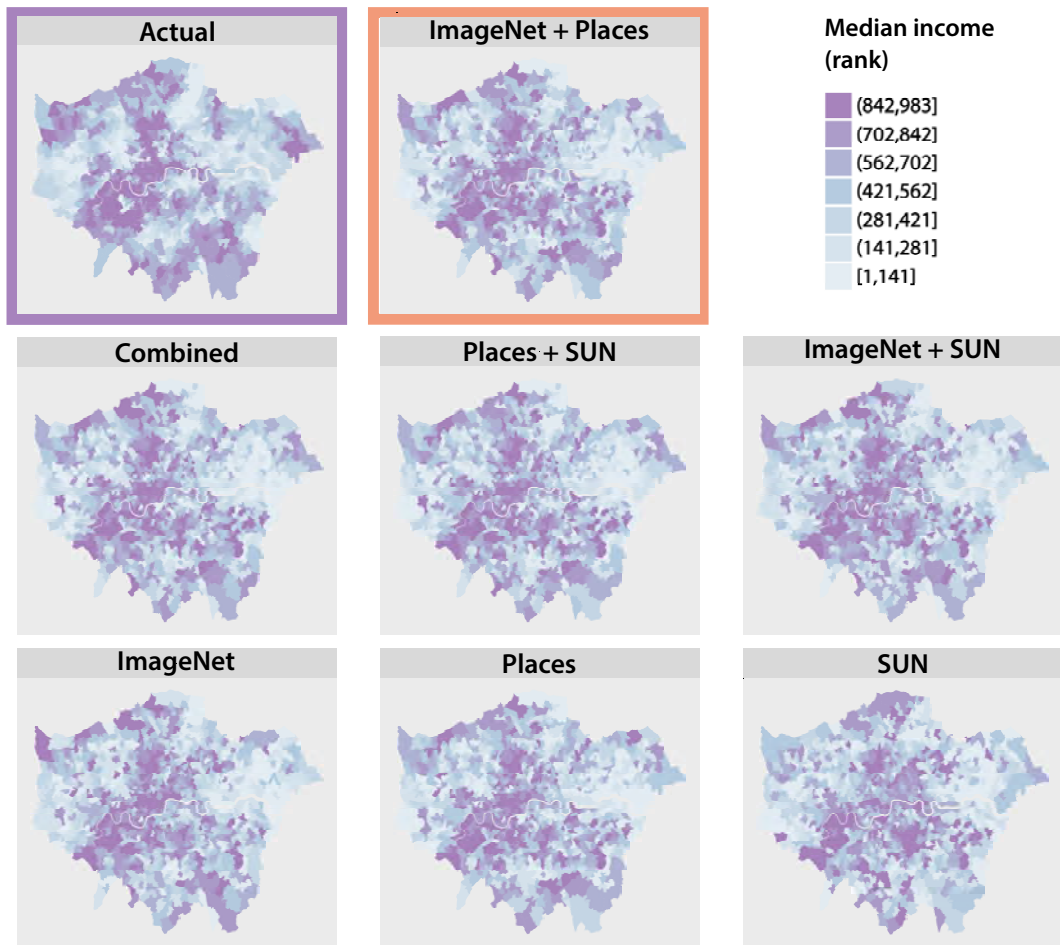 Actual
ImageNet + Places
Median income
(rank)
(842,983]
(702,842]
(562,702]
(421,562]
(281,421]
(141,281]
[1,141]
Combined
Places + SUN
ImageNet + SUN
ImageNet
Places
SUN